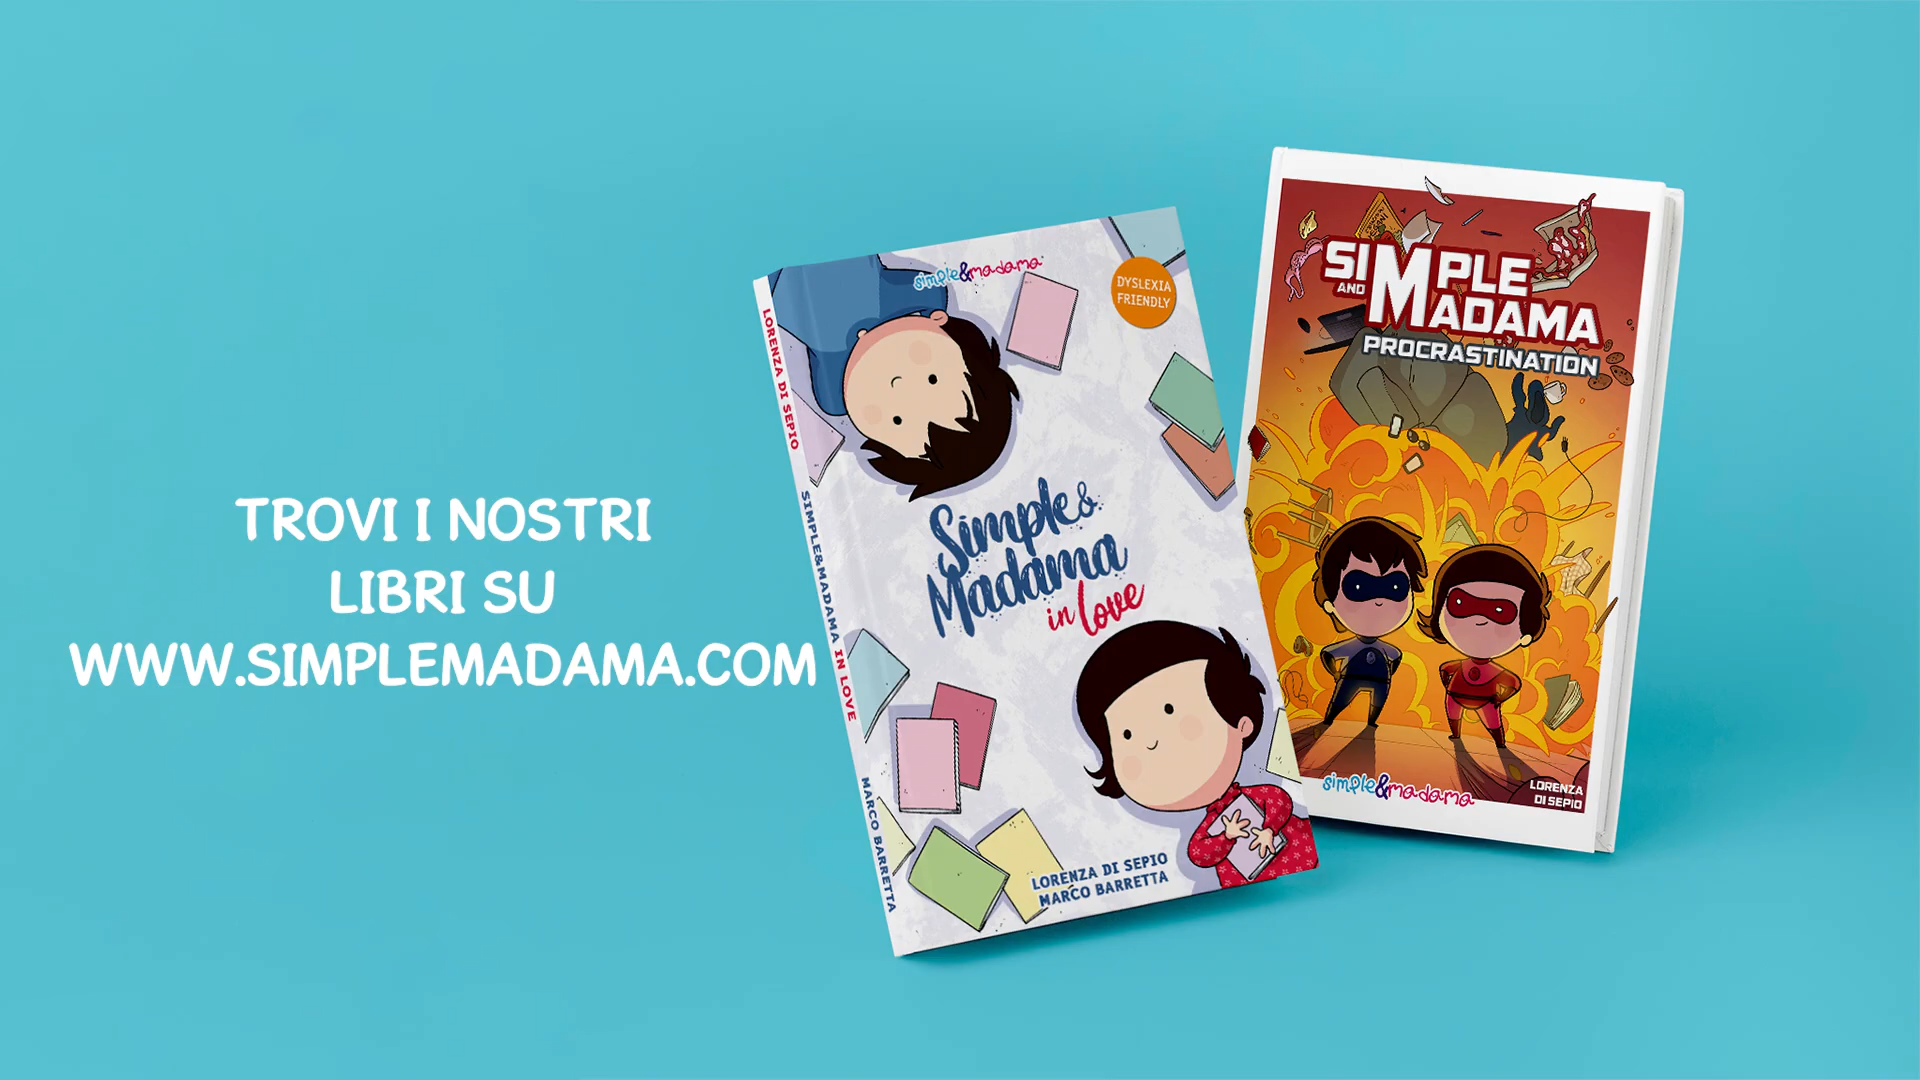 TROVI I NOSTRI
LIBRI SU
WWW.SIMPLEMADAMA.COM
LORENZA DI SEPIO
SIMPLE&MADAMA IN LOVE
MARCO BARRETTA
simple&madama
DYSLEXIA
FRIENDLY
Simple&
Madama
in love
LORENZA DI SEPIO
MARCO BARRETTA
SIMPLE
AND MADAMA
PROCRASTINATION
simple&madama
LORENZA
DI SEPIO